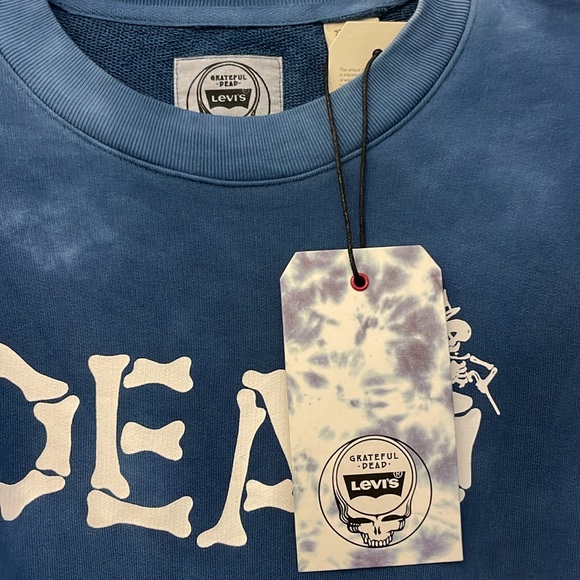 GRATEFUL
·DEAD·
LEVI'S
DEA
GRATEFUL
·DEAD·
LEVI'S®